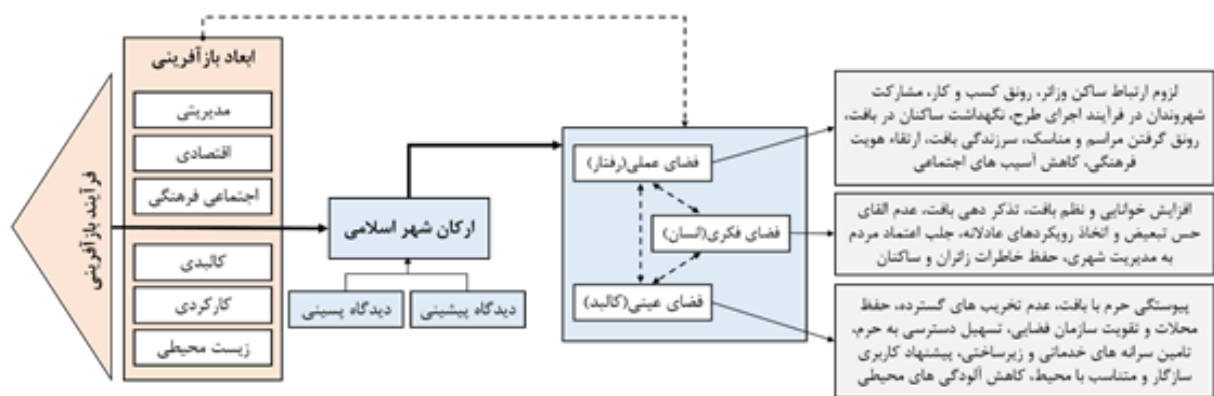 فرآیند بازآفرینی
ابعاد بازآفرینی
مدیریتی
اقتصادی
اجتماعی فرهنگی
کالبدی
کارکردی
زیست محیطی
ارکان شهر اسلامی
دیدگاه پیشینی
دیدگاه پسینی
فضای عملی(رفتار)
فضای فکری(انسان)
فضای عینی(کالبد)
لزوم ارتباط ساکن وزائر، رونق کسب و کار، مشارکت
شهروندان در فرآیند اجرای طرح، نگهداشت ساکنان در بافت،
رونق گرفتن مراسم و مناسک، سرزندگی بافت، ارتقاء هویت
فرهنگی، کاهش آسیب های اجتماعی
افزایش خوانایی و نظم بافت، تذکر دهی بافت، عدم القای
حس تبعیض و اتخاذ رویکردهای عادلانه، جلب اعتماد مردم
به مدیریت شهری، حفظ خاطرات زائران و ساکنان
پیوستگی حرم با بافت، عدم تخریب های گسترده، حفظ
محلات و تقویت سازمان فضایی، تسهیل دسترسی به حرم،
تامین سرانه های خدماتی و زیرساختی، پیشنهاد کاربری
سازگار و متناسب با محیط، کاهش آلودگی های محیطی